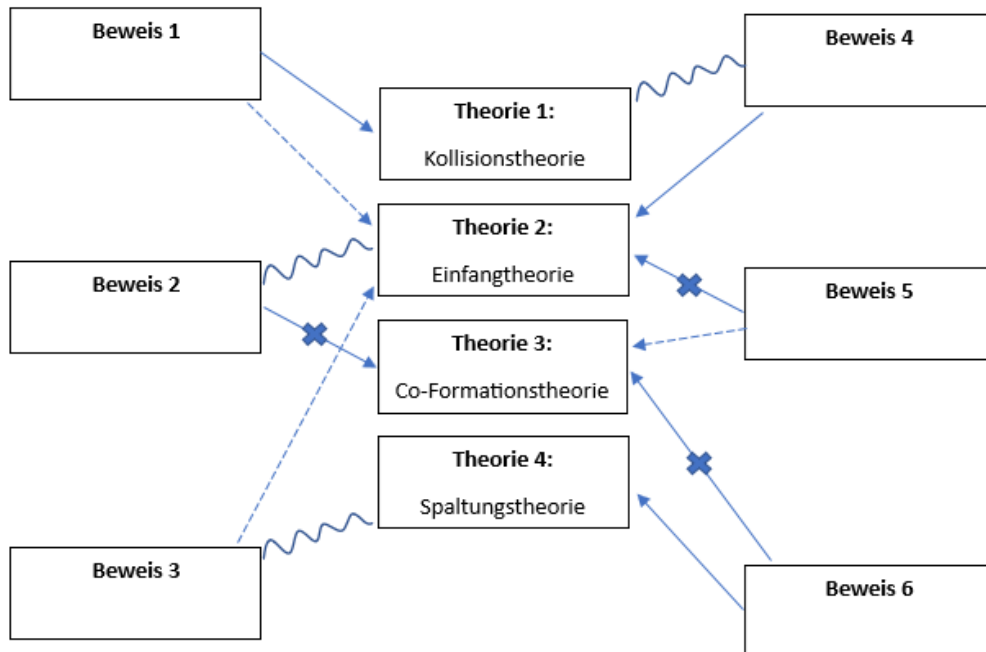 Beweis 1
Beweis 4
Theorie 1:
Kollisionstheorie
Theorie 2:
Einfangtheorie
Beweis 2
Beweis 5
Theorie 3:
Co-Formationstheorie
Theorie 4:
Spaltungstheorie
Beweis 3
Beweis 6